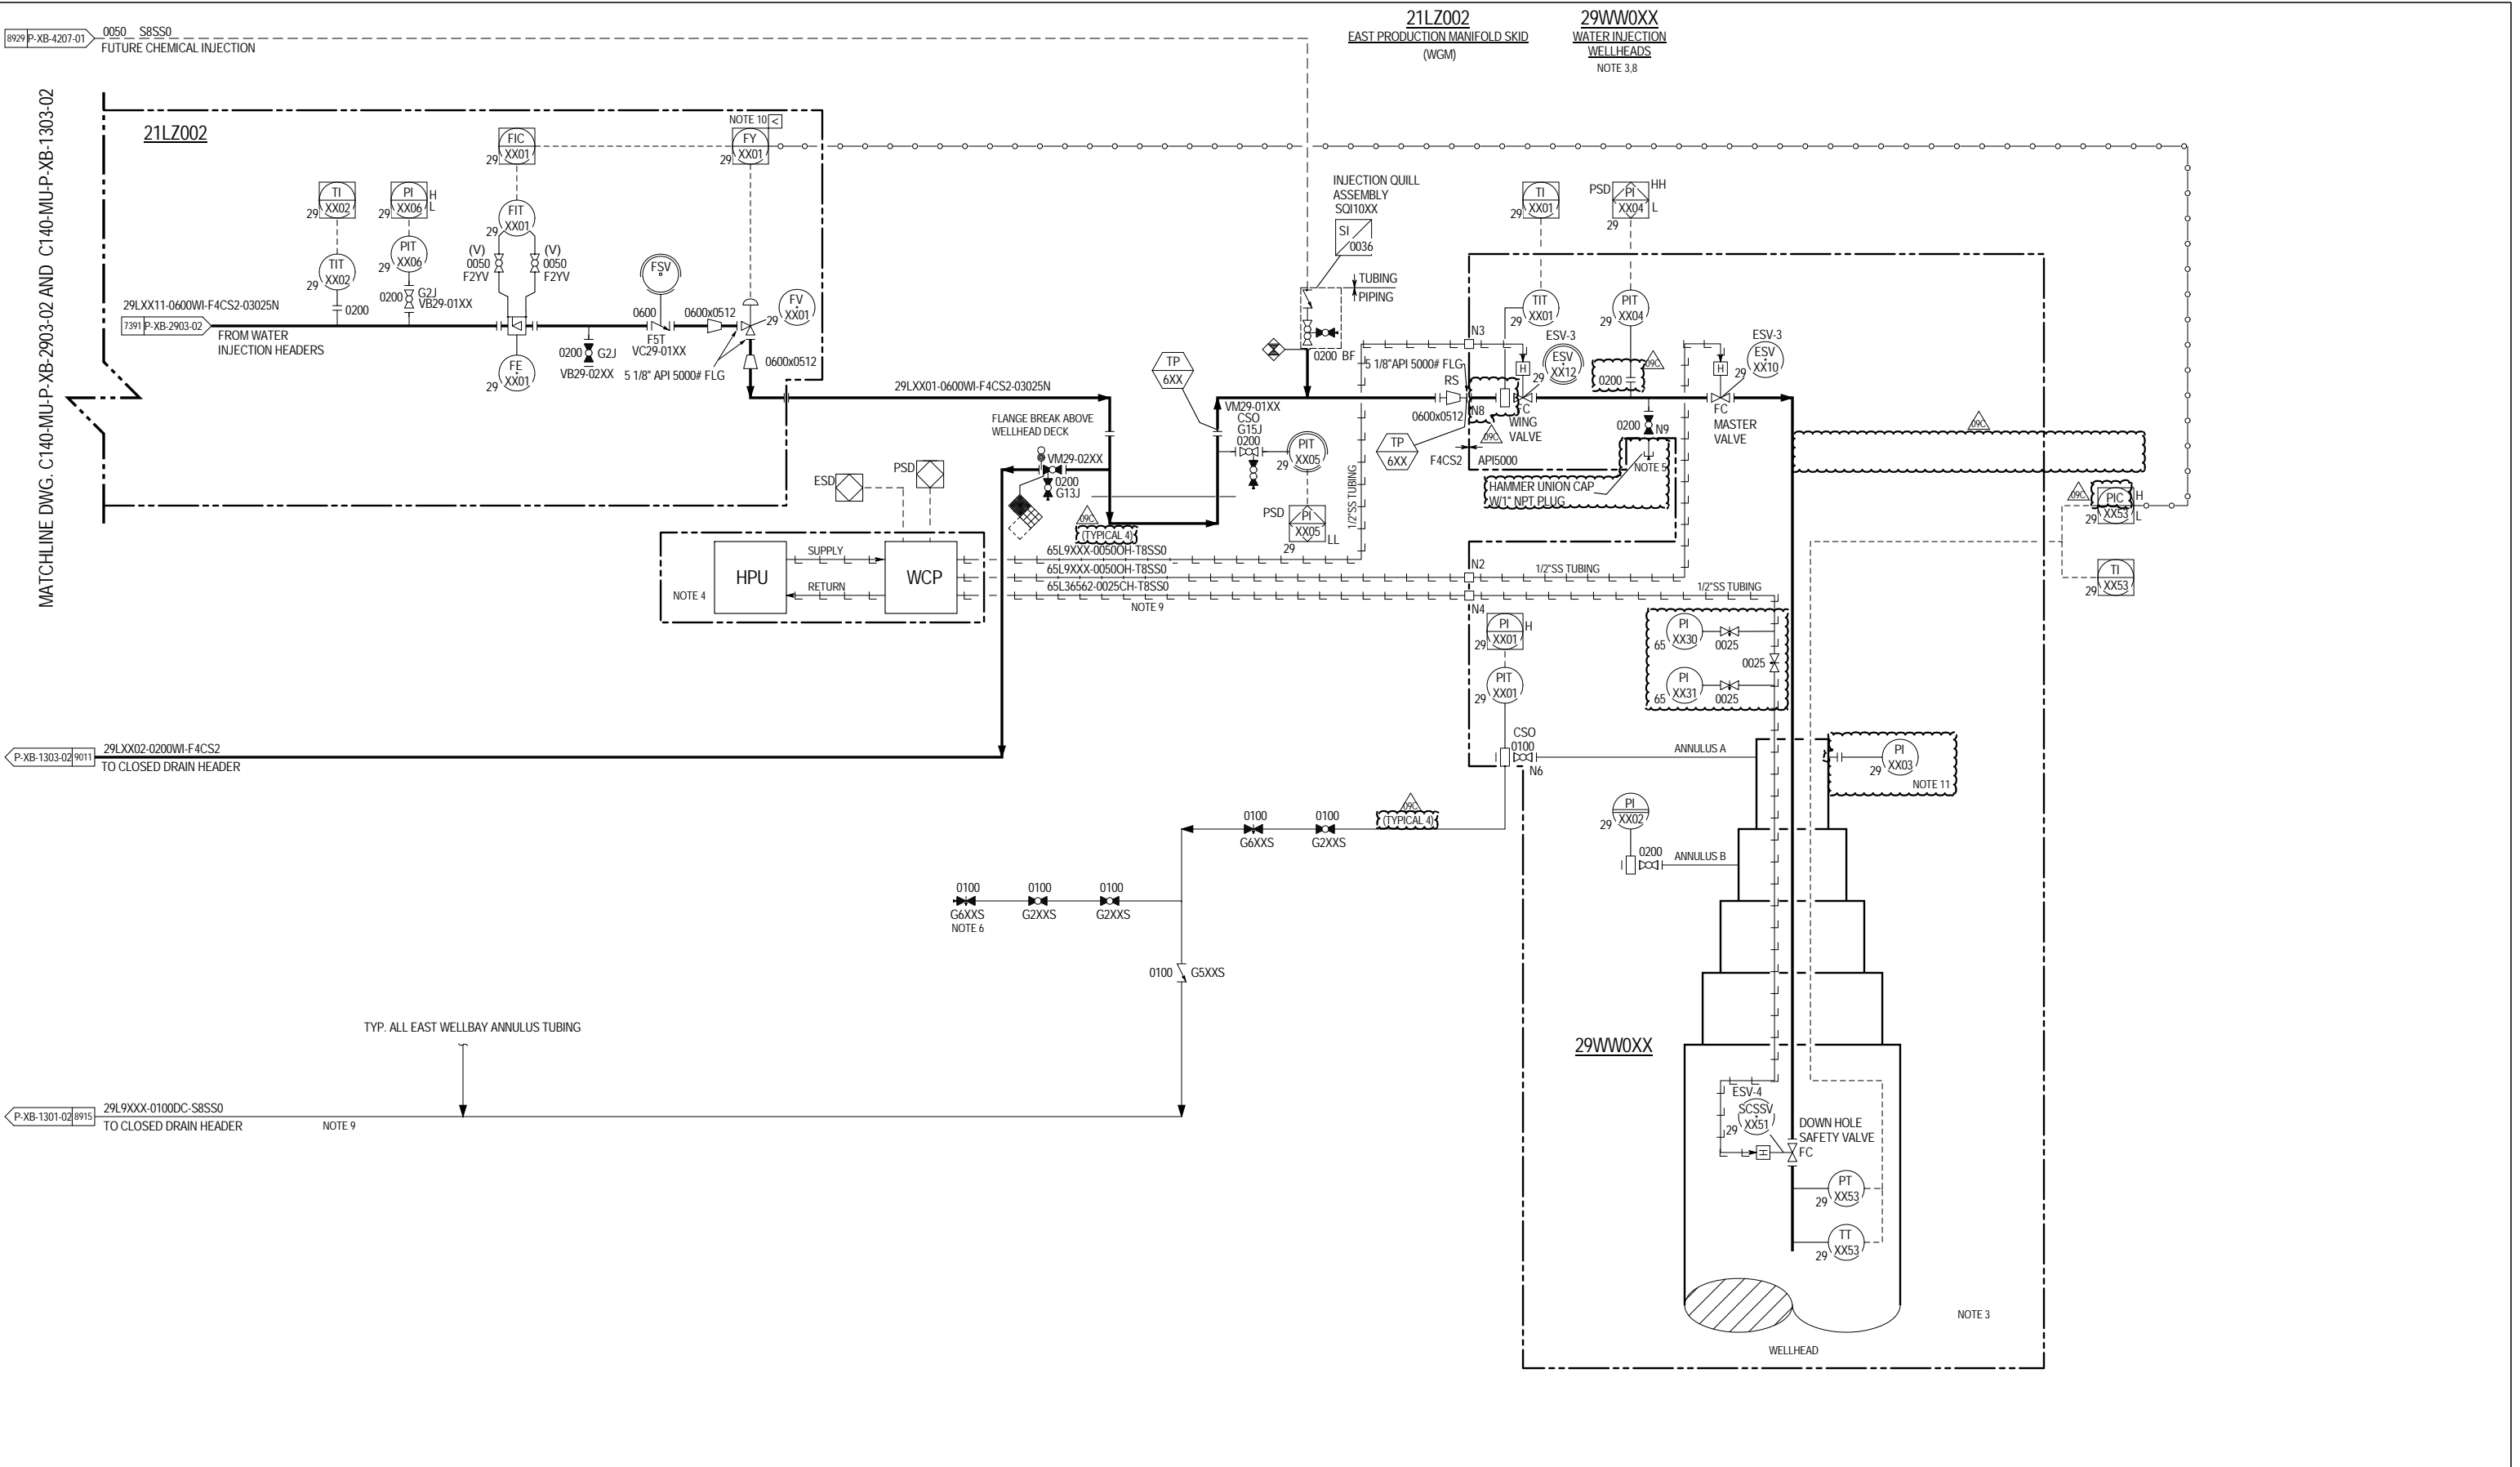 21LZ002
EAST PRODUCTION MANIFOLD SKID
(WGM)
29WW0XX
WATER INJECTION
WELLHEADS
NOTE 3,8
8929 P-XB-4207-01
0050 S8SS0
FUTURE CHEMICAL INJECTION
MATCHLINE DWG. C140-MU-P-XB-2903-02 AND C140-MU-P-XB-1303-02
21LZ002
TI
29 XX02
PI H
29 XX06 L
FIC
29 XX01
NOTE 10 <
FY
29 XX01
TIT
29 XX02
0200
PIT
29 XX06
0200 G2J
VB29-01XX
FIT
29 XX01
(V)
0050
F2YV
(V)
0050
F2YV
FE
29 XX01
0200 G2J
VB29-02XX
FSV
0600
F5T
VC29-01XX
0600x0512
FV
29 XX01
5 1/8" API 5000# FLG
0600x0512
29LXX11-0600WI-F4CS2-03025N
7391 P-XB-2903-02
FROM WATER
INJECTION HEADERS
29LXX01-0600WI-F4CS2-03025N
FLANGE BREAK ABOVE
WELLHEAD DECK
VM29-02XX
0200
G13J
09C
(TYPICAL 4)
TP
6XX
VM29-01XX
CSO
G15J
0200
PIT
29 XX05
PSD PI
XX05 LL
29
INJECTION QUILL
ASSEMBLY
SQI10XX
SI
0036
TUBING
PIPING
0200 BF
TI
29 XX01
PSD PI HH
XX04 L
29
TIT
29 XX01
PIT
29 XX04
N3
5 1/8"API 5000# FLG
RS
0600x0512
N8
TP
6XX
09C
F4CS2 API5000
ESV-3
ESV
29 XX12
H
FC
WING
VALVE
0200
09C
0200 N9
NOTE 5
HAMMER UNION CAP
W/1" NPT PLUG
ESV-3
ESV
29 XX10
H
FC
MASTER
VALVE
09C
09C
PIC H
29 XX53 L
TI
29 XX53
ESD
PSD
NOTE 4
HPU
SUPPLY
RETURN
WCP
65L9XXX-0050OH-T8SS0
65L9XXX-0050OH-T8SS0
65L36562-0025CH-T8SS0
NOTE 9
1/2"SS TUBING
N2
1/2"SS TUBING
N4
1/2"SS TUBING
PI H
29 XX01
PIT
29 XX01
CSO
0100
N6
PI
65 XX30 0025
0025
PI
65 XX31 0025
ANNULUS A
PI
29 XX03
NOTE 11
PI
29 XX02
0200
ANNULUS B
P-XB-1303-02 9011
29LXX02-0200WI-F4CS2
TO CLOSED DRAIN HEADER
09C
(TYPICAL 4)
0100
G6XXS
0100
G2XXS
0100
G6XXS
NOTE 6
0100
G2XXS
0100
G2XXS
0100 G5XXS
TYP. ALL EAST WELLBAY ANNULUS TUBING
P-XB-1301-02 8915
29L9XXX-0100DC-S8SS0
TO CLOSED DRAIN HEADER
NOTE 9
29WW0XX
ESV-4
SCSSV
29 XX51
H
DOWN HOLE
SAFETY VALVE
FC
PT
29 XX53
TT
29 XX53
NOTE 3
WELLHEAD